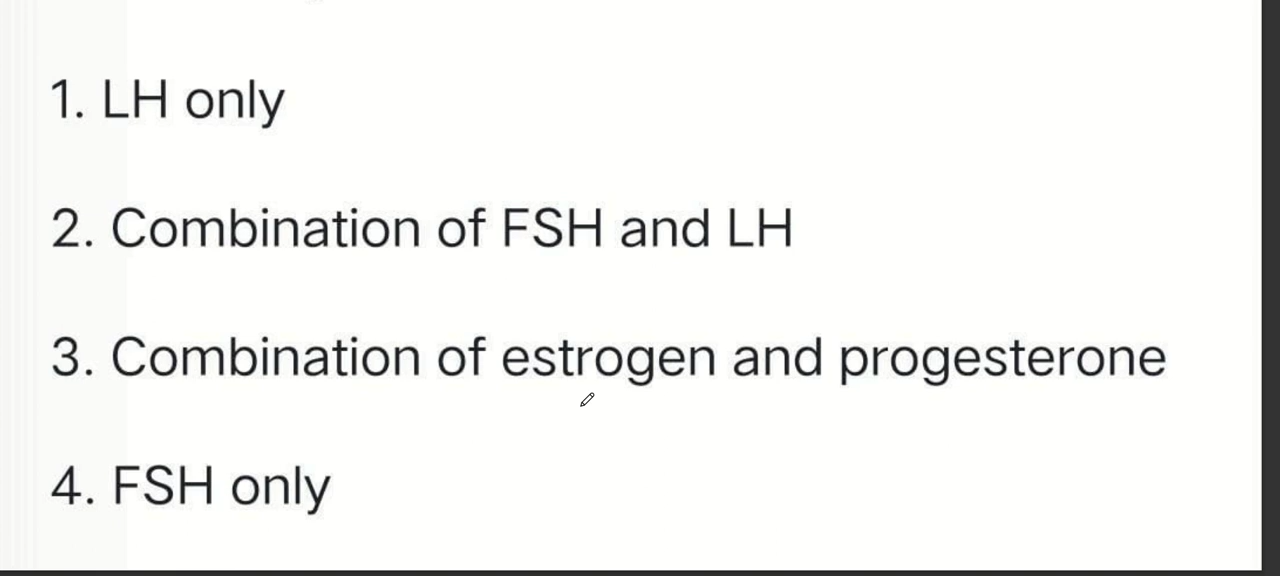 1. LH only
2. Combination of FSH and LH
3. Combination of estrogen and progesterone
4. FSH only